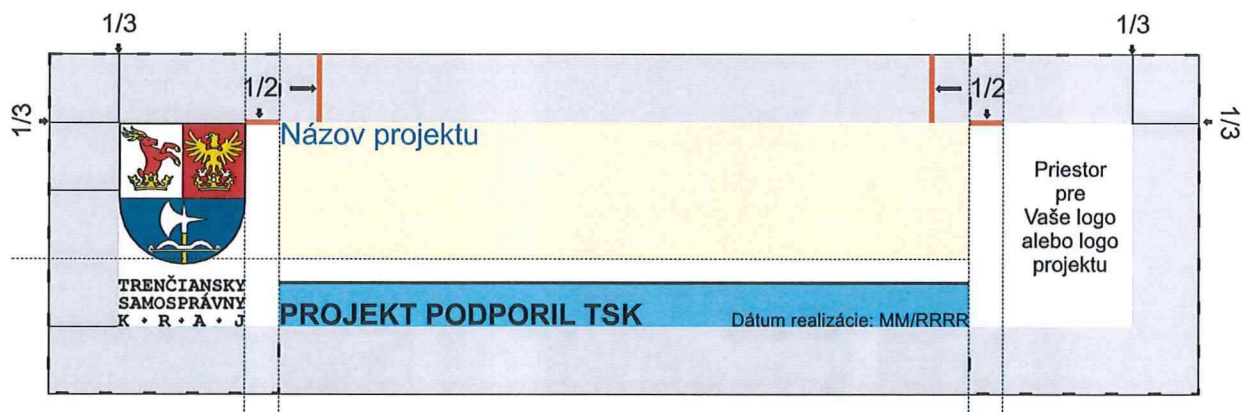 1/3
1/3
1/2
1/2
1/3
1/3
Názov projektu
Priestor
pre
Vaše logo
alebo logo
projektu
TRENČIANSKY
SAMOSPRÁVNY
K • R • A • J
PROJEKT PODPORIL TSK
Dátum realizácie: MM/RRRR